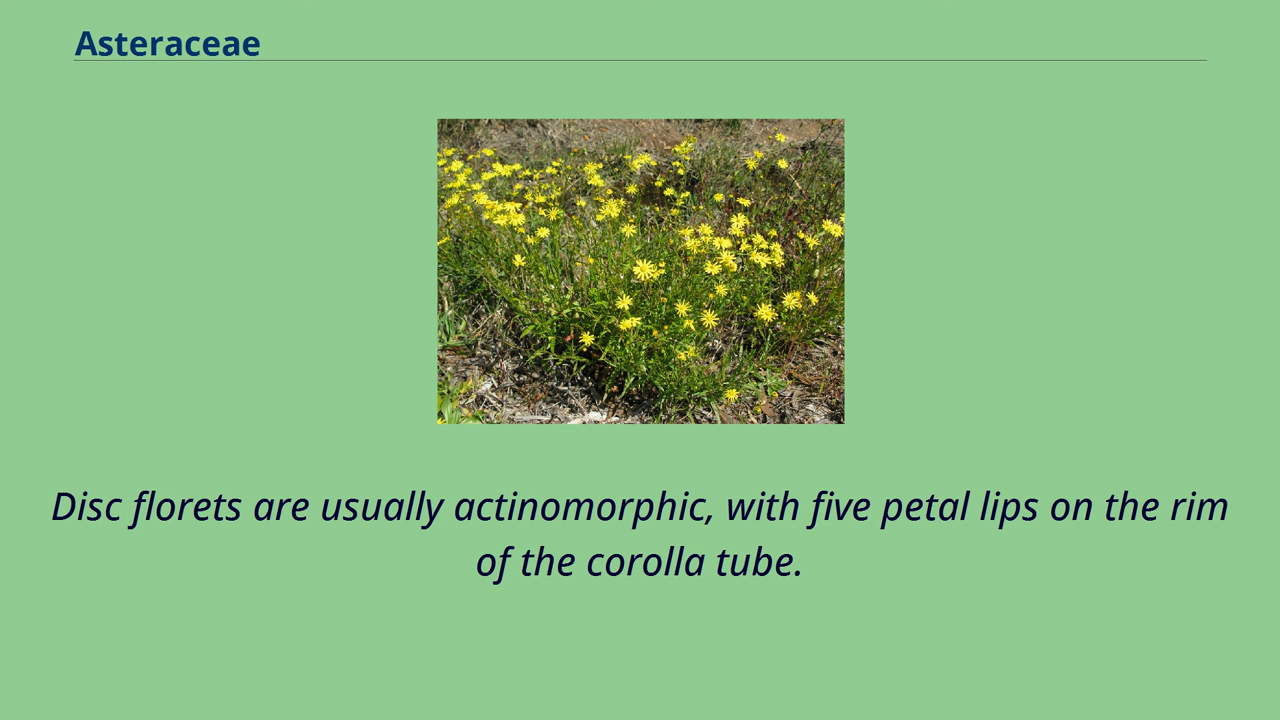 Asteraceae
Disc florets are usually actinomorphic, with five petal lips on the rim
of the corolla tube.